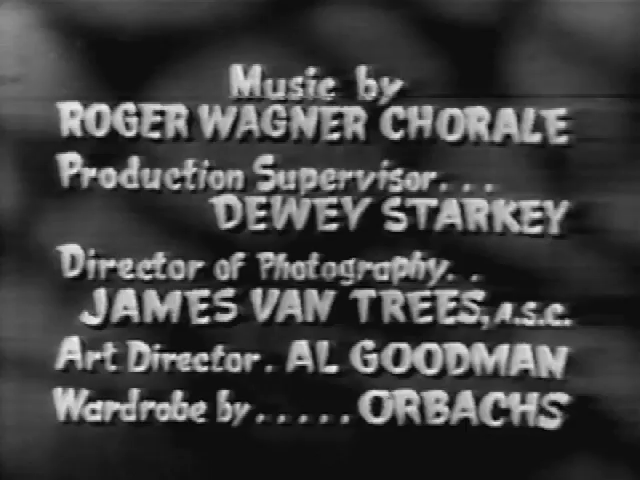 Music by
ROGER WAGNER CHORALE
Production Supervisor. . .
DEWEY STARKEY
Director of Photography. .
JAMES VAN TREES, A.S.C.
Art Director. AL GOODMAN
Wardrobe by . . . . . ORBACHS